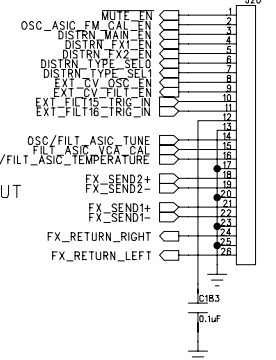 J20
MUTE_EN 1
OSC_ASIC_FM_CAL_EN 2
DISTRN_MAIN_EN 3
DISTRN_FX1_EN 4
DISTRN_FX2_EN 5
DISTRN_TYPE_SEL0 6
DISTRN_TYPE_SEL1 7
EXT_CV_OSC_EN 8
EXT_CV_FILT_EN 9
EXT_FILT15_TRIG_IN 10
EXT_FILT16_TRIG_IN 11
12
13
OSC/FILT_ASIC_TUNE 14
FILT_ASIC_VCA_CAL 15
/FILT_ASIC_TEMPERATURE 16
17
FX_SEND2+ 18
UT FX_SEND2- 19
20
FX_SEND1+ 21
FX_SEND1- 22
23
FX_RETURN_RIGHT 24
25
FX_RETURN_LEFT 26
C183
0.1uF